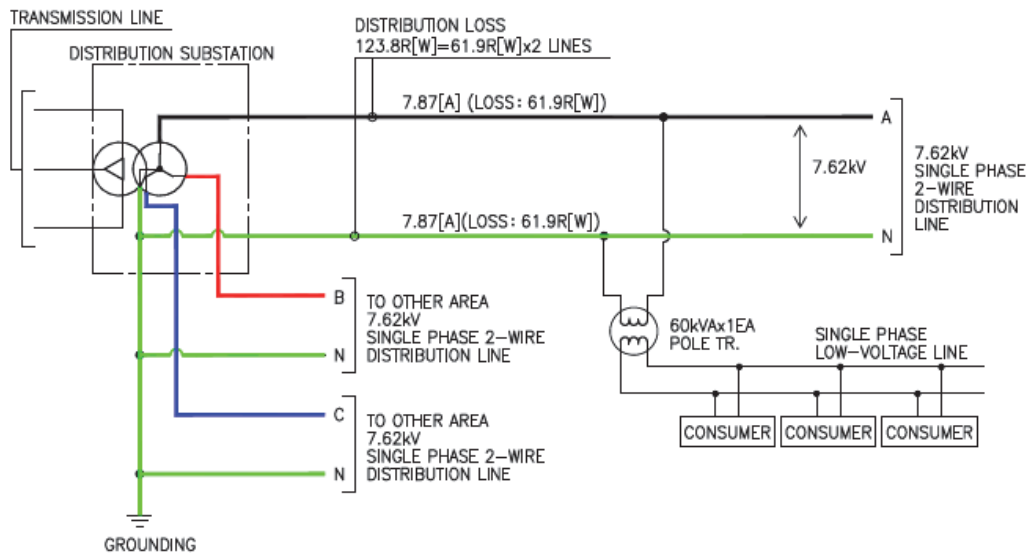 TRANSMISSION LINE
DISTRIBUTION SUBSTATION
DISTRIBUTION LOSS
123.8R[W]=61.9R[W]x2 LINES
7.87[A] (LOSS: 61.9R[W])
A
7.62kV
7.62kV
SINGLE PHASE
2-WIRE
DISTRIBUTION
LINE
7.87[A](LOSS: 61.9R[W])
N
B
TO OTHER AREA
7.62kV
SINGLE PHASE 2-WIRE
DISTRIBUTION LINE
N
60kVAx1EA
POLE TR.
SINGLE PHASE
LOW-VOLTAGE LINE
CONSUMER
CONSUMER
CONSUMER
C
TO OTHER AREA
7.62kV
SINGLE PHASE 2-WIRE
DISTRIBUTION LINE
N
GROUNDING